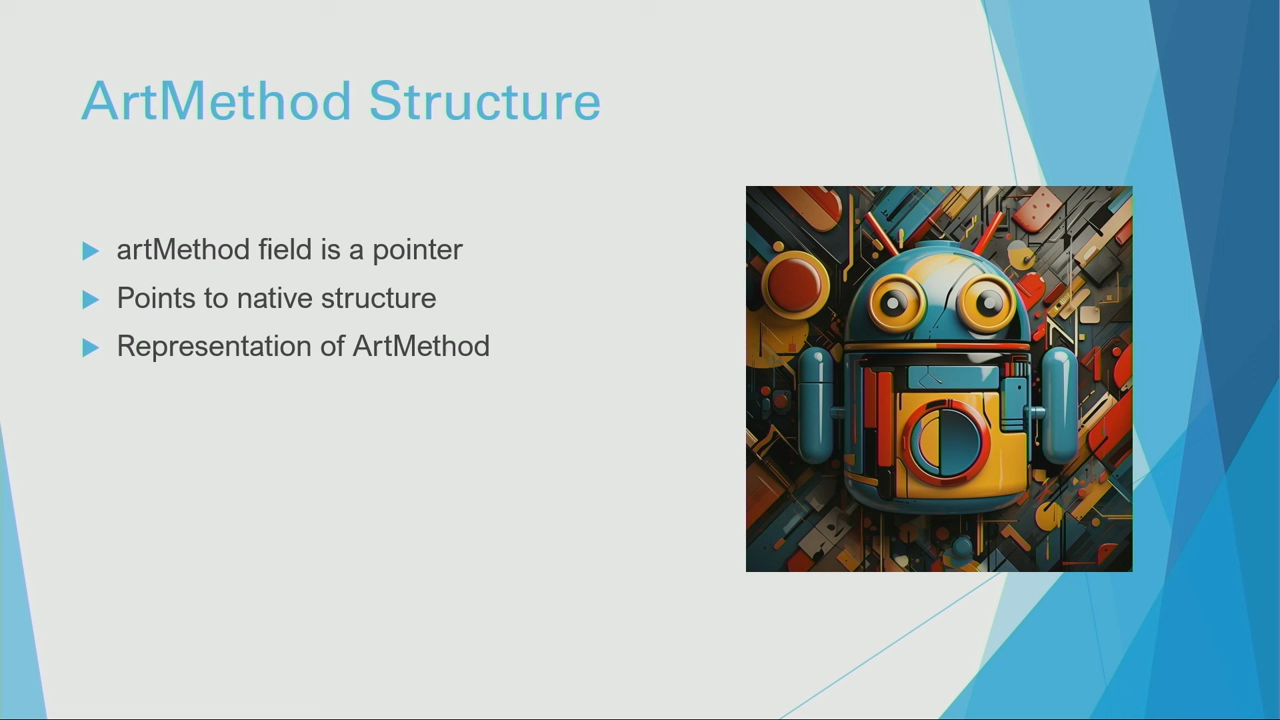 ArtMethod Structure
artMethod field is a pointer
Points to native structure
Representation of ArtMethod